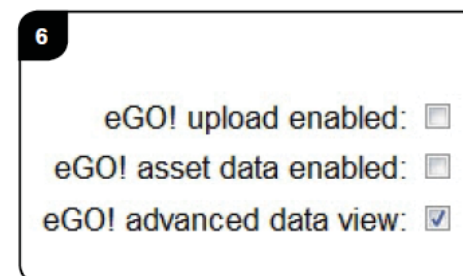 6
eGO! upload enabled:
eGO! asset data enabled:
eGO! advanced data view: